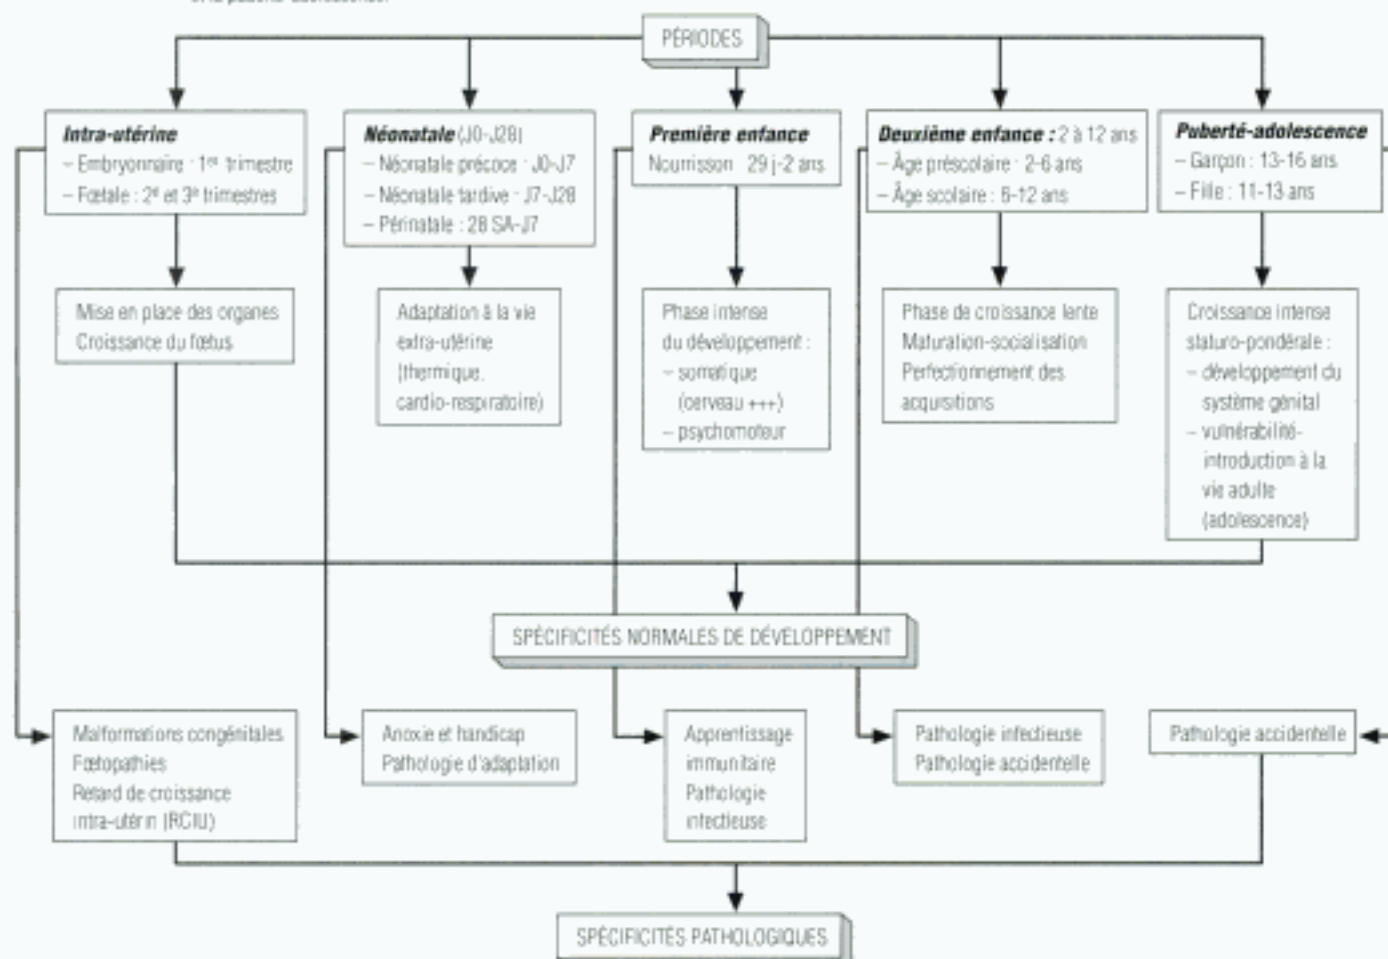 PÉRIODES
Intra-utérine
– Embryonnaire : 1er trimestre
– Fœtale : 2e et 3e trimestres
Néonatale (J0-J28)
– Néonatale précoce : J0-J7
– Néonatale tardive : J7-J28
– Périnatale : 28 SA-J7
Première enfance
Nourrisson : 29 j-2 ans
Deuxième enfance : 2 à 12 ans
– Âge préscolaire : 2-6 ans
– Âge scolaire : 6-12 ans
Puberté-adolescence
– Garçon : 13-16 ans
– Fille : 11-13 ans
Mise en place des organes
Croissance du fœtus
Adaptation à la vie
extra-utérine
(thermique,
cardio-respiratoire)
Phase intense
du développement :
– somatique
(cerveau +++)
– psychomoteur
Phase de croissance lente
Maturation-socialisation
Perfectionnement des
acquisitions
Croissance intense
staturo-pondérale :
– développement du
système génital
– vulnérabilité-
introduction à la
vie adulte
(adolescence)
SPÉCIFICITÉS NORMALES DE DÉVELOPPEMENT
Malformations congénitales
Fœtopathies
Retard de croissance
intra-utérin (RCIU)
Anoxie et handicap
Pathologie d'adaptation
Apprentissage
immunitaire
Pathologie
infectieuse
Pathologie infectieuse
Pathologie accidentelle
Pathologie accidentelle
SPÉCIFICITÉS PATHOLOGIQUES